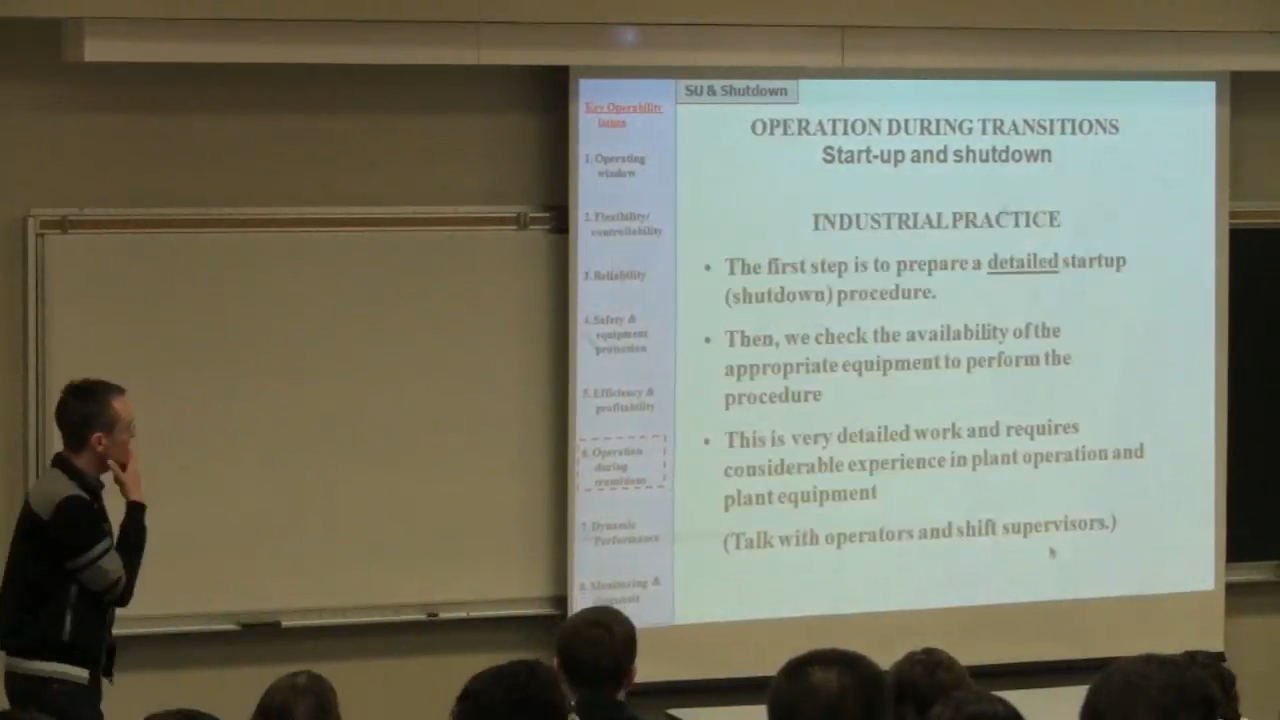 SU & Shutdown
Key Operability
issues
1. Operating
window
2. Flexibility/
controllability
3. Reliability
4. Safety &
equipment
protection
5. Efficiency &
profitability
6. Operation
during
transitions
7. Dynamic
Performance
8. Monitoring &
diagnosis
OPERATION DURING TRANSITIONS
Start-up and shutdown
INDUSTRIAL PRACTICE
• The first step is to prepare a detailed startup
(shutdown) procedure.
• Then, we check the availability of the
appropriate equipment to perform the
procedure
• This is very detailed work and requires
considerable experience in plant operation and
plant equipment
(Talk with operators and shift supervisors.)